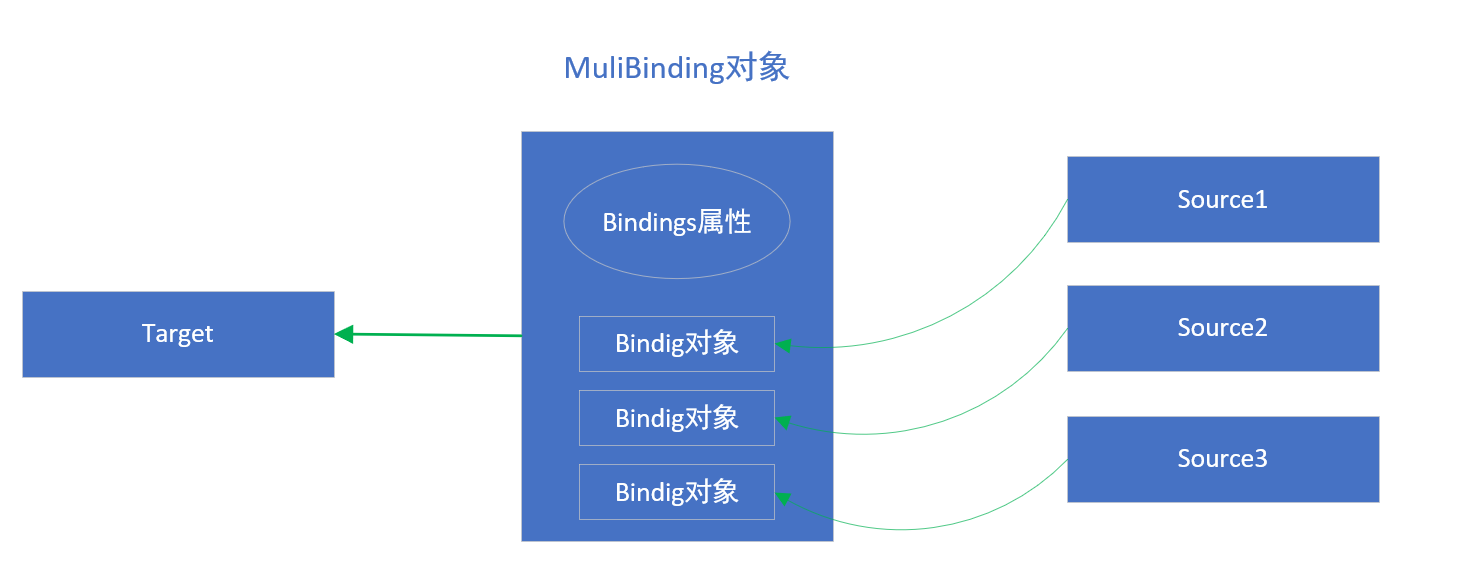 MuliBinding对象
Bindings属性
Target
Bindig对象
Bindig对象
Bindig对象
Source1
Source2
Source3